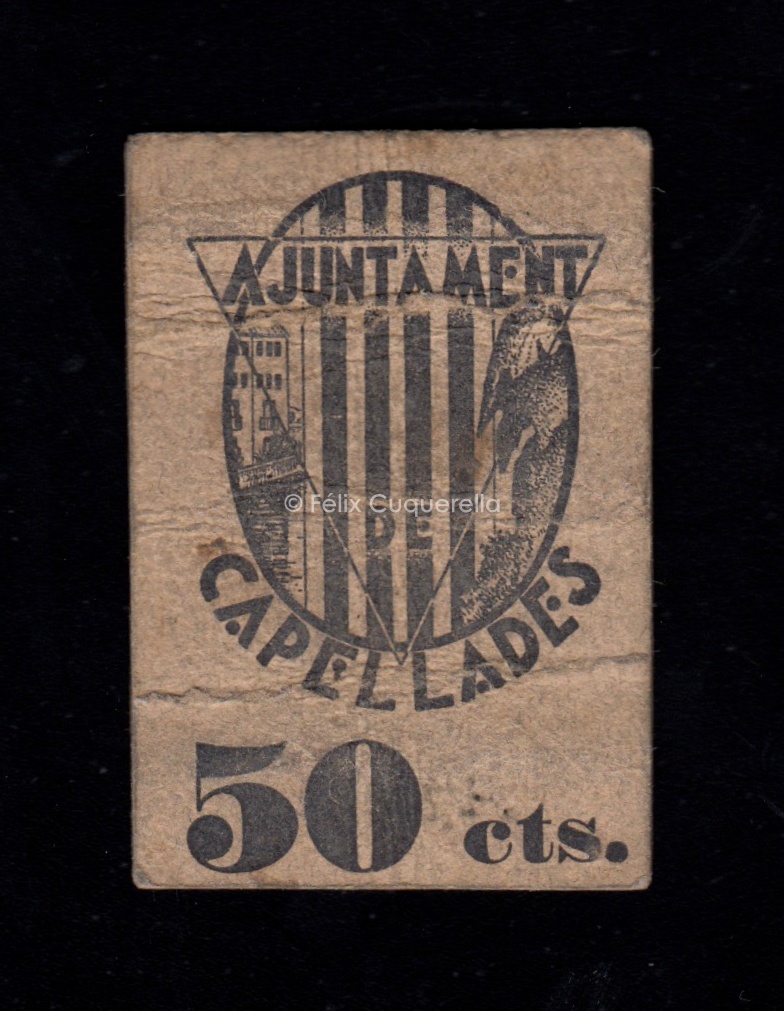 AJUNTAMENT
DE
© Félix Cuquerella
CAPELLADES
50 cts.